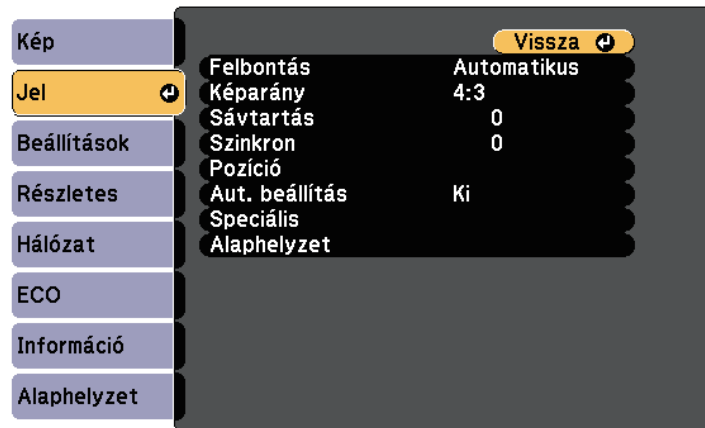 Kép
Jel
Beállítások
Részletes
Hálózat
ECO
Információ
Alaphelyzet
Vissza
Felbontás Automatikus
Képarány 4:3
Sávtartás 0
Szinkron 0
Pozíció
Aut. beállítás Ki
Speciális
Alaphelyzet